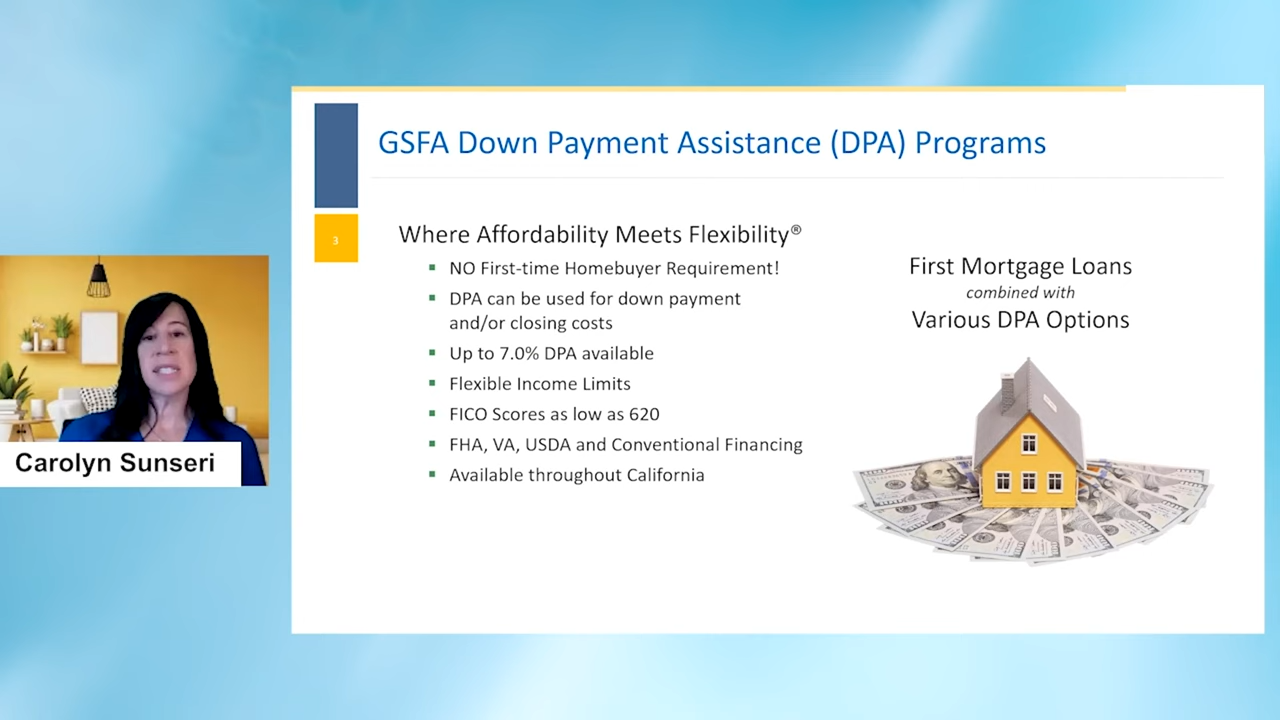 GSFA Down Payment Assistance (DPA) Programs
3
Where Affordability Meets Flexibility®
▪ NO First-time Homebuyer Requirement!
▪ DPA can be used for down payment
and/or closing costs
▪ Up to 7.0% DPA available
▪ Flexible Income Limits
▪ FICO Scores as low as 620
▪ FHA, VA, USDA and Conventional Financing
▪ Available throughout California
First Mortgage Loans
combined with
Various DPA Options
Carolyn Sunseri